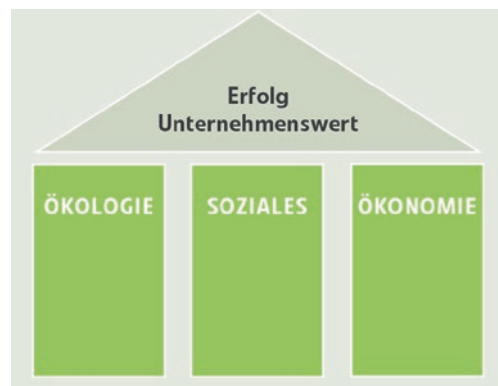 Erfolg
Unternehmenswert
ÖKOLOGIE
SOZIALES
ÖKONOMIE